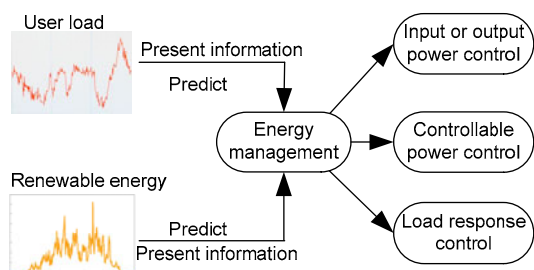 User load
Present information
Predict
Input or output
power control
Energy
management
Controllable
power control
Renewable energy
Predict
Present information
Load response
control